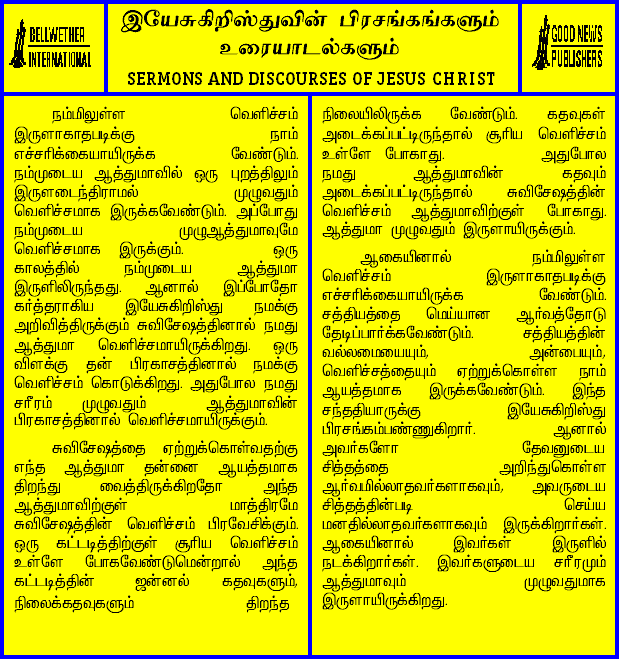 BELLWETHER
INTERNATIONAL
இயேசுகிறிஸ்துவின் பிரசங்கங்களும்
உரையாடல்களும்
SERMONS AND DISCOURSES OF JESUS CHRIST
GOOD NEWS
PUBLISHERS
நம்மிலுள்ள வெளிச்சம்
இருளாகாதபடிக்கு நாம்
எச்சரிக்கையாயிருக்க வேண்டும்.
நம்முடைய ஆத்துமாவில் ஒரு புறத்திலும்
இருளடைந்திராமல் முழுவதும்
வெளிச்சமாக இருக்கவேண்டும். அப்போது
நம்முடைய முழுஆத்துமாவுமே
வெளிச்சமாக இருக்கும். ஒரு
காலத்தில் நம்முடைய ஆத்துமா
இருளிலிருந்தது. ஆனால் இப்போதோ
கர்த்தராகிய இயேசுகிறிஸ்து நமக்கு
அறிவித்திருக்கும் சுவிசேஷத்தினால் நமது
ஆத்துமா வெளிச்சமாயிருக்கிறது. ஒரு
விளக்கு தன் பிரகாசத்தினால் நமக்கு
வெளிச்சம் கொடுக்கிறது. அதுபோல நமது
சரீரம் முழுவதும் ஆத்துமாவின்
பிரகாசத்தினால் வெளிச்சமாயிருக்கும்.
சுவிசேஷத்தை ஏற்றுக்கொள்வதற்கு
எந்த ஆத்துமா தன்னை ஆயத்தமாக
திறந்து வைத்திருக்கிறதோ அந்த
ஆத்துமாவிற்குள் மாத்திரமே
சுவிசேஷத்தின் வெளிச்சம் பிரவேசிக்கும்.
ஒரு கட்டடத்திற்குள் சூரிய வெளிச்சம்
உள்ளே போகவேண்டுமென்றால் அந்த
கட்டடத்தின் ஜன்னல் கதவுகளும்,
நிலைக்கதவுகளும் திறந்த
நிலையிலிருக்க வேண்டும். கதவுகள்
அடைக்கப்பட்டிருந்தால் சூரிய வெளிச்சம்
உள்ளே போகாது. அதுபோல
நமது ஆத்துமாவின் கதவும்
அடைக்கப்பட்டிருந்தால் சுவிசேஷத்தின்
வெளிச்சம் ஆத்துமாவிற்குள் போகாது.
ஆத்துமா முழுவதும் இருளாயிருக்கும்.
ஆகையினால் நம்மிலுள்ள
வெளிச்சம் இருளாகாதபடிக்கு
எச்சரிக்கையாயிருக்க வேண்டும்.
சத்தியத்தை மெய்யான ஆர்வத்தோடு
தேடிப்பார்க்கவேண்டும். சத்தியத்தின்
வல்லமையையும், அன்பையும்,
வெளிச்சத்தையும் ஏற்றுக்கொள்ள நாம்
ஆயத்தமாக இருக்கவேண்டும். இந்த
சந்ததியாருக்கு இயேசுகிறிஸ்து
பிரசங்கம்பண்ணுகிறார். ஆனால்
அவர்களோ தேவனுடைய
சித்தத்தை அறிந்துகொள்ள
ஆர்வமில்லாதவர்களாகவும், அவருடைய
சித்தத்தின்படி செய்ய
மனதில்லாதவர்களாகவும் இருக்கிறார்கள்.
ஆகையினால் இவர்கள் இருளில்
நடக்கிறார்கள். இவர்களுடைய சரீரமும்
ஆத்துமாவும் முழுவதுமாக
இருளாயிருக்கிறது.